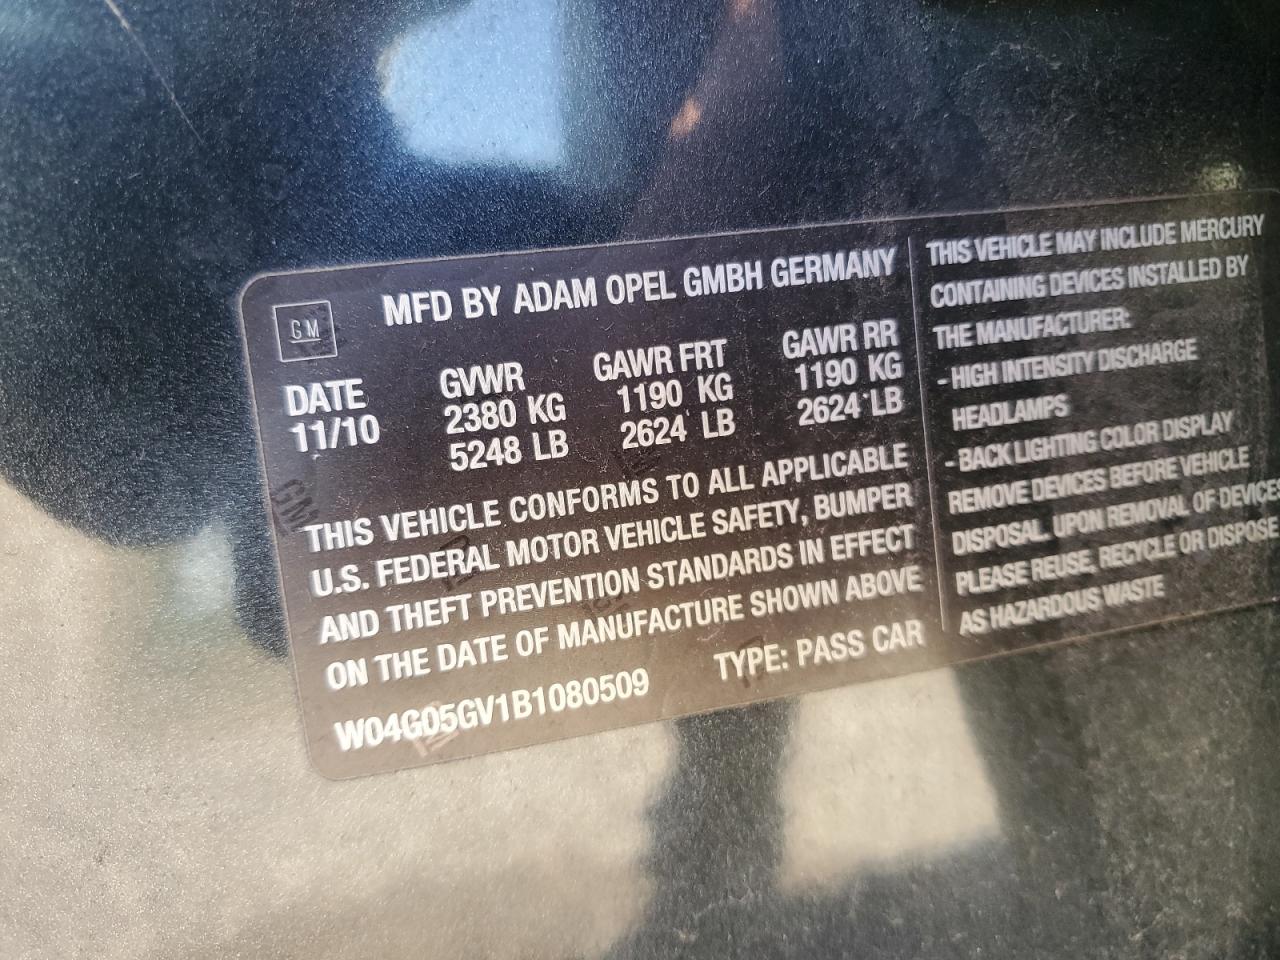 GM
MFD BY ADAM OPEL GMBH GERMANY
DATE GVWR GAWR FRT GAWR RR
11/10 2380 KG 1190 KG 1190 KG
5248 LB 2624 LB 2624 LB
THIS VEHICLE CONFORMS TO ALL APPLICABLE
U.S. FEDERAL MOTOR VEHICLE SAFETY, BUMPER
AND THEFT PREVENTION STANDARDS IN EFFECT
ON THE DATE OF MANUFACTURE SHOWN ABOVE
W04G05GV1B1080509 TYPE: PASS CAR
THIS VEHICLE MAY INCLUDE MERCURY
CONTAINING DEVICES INSTALLED BY
THE MANUFACTURER:
- HIGH INTENSITY DISCHARGE
HEADLAMPS
- BACK LIGHTING COLOR DISPLAY
REMOVE DEVICES BEFORE VEHICLE
DISPOSAL. UPON REMOVAL OF DEVICES
PLEASE REUSE, RECYCLE OR DISPOSE
AS HAZARDOUS WASTE
GM